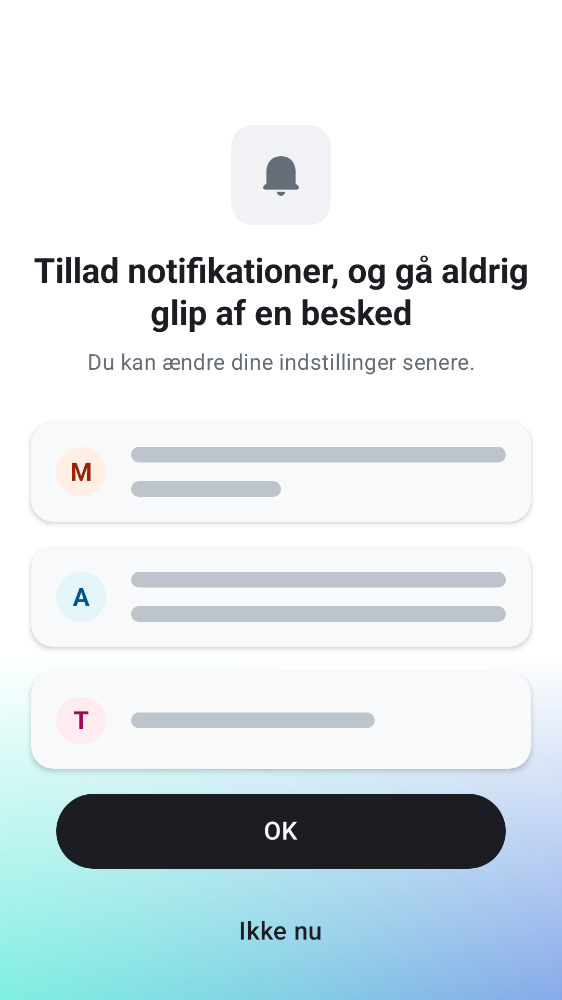 Tillad notifikationer, og gå aldrig
glip af en besked
Du kan ændre dine indstillinger senere.
M
A
T
OK
Ikke nu